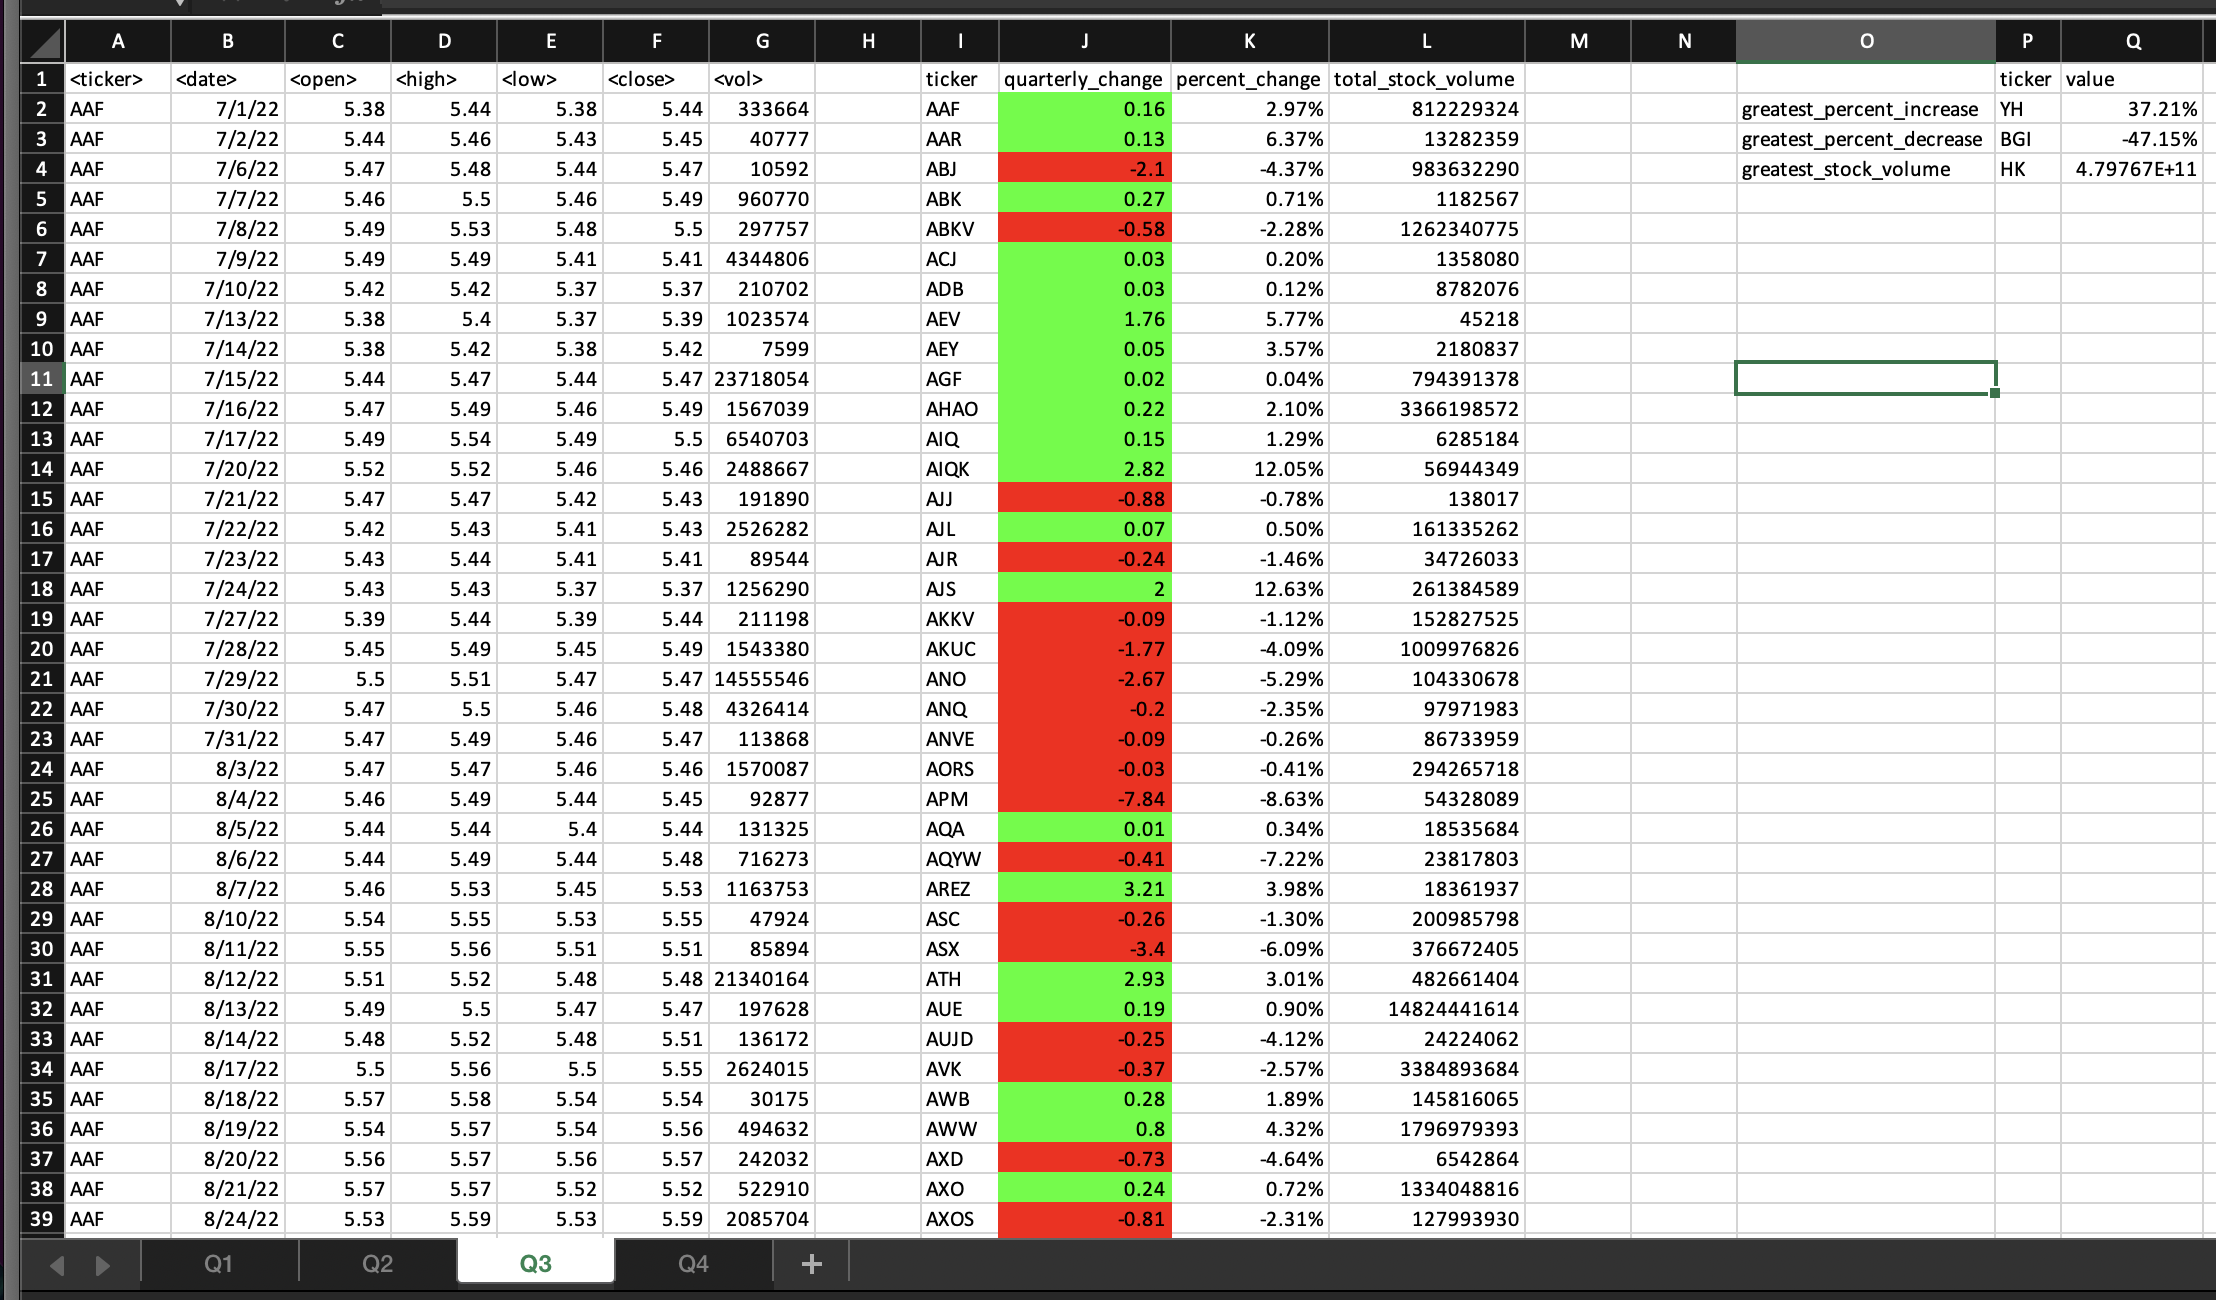 A B C D E F G H I J K L M N O P Q
1 <ticker> <date> <open> <high> <low> <close> <vol> ticker quarterly_change percent_change total_stock_volume ticker value
2 AAF 7/1/22 5.38 5.44 5.38 5.44 333664 AAF 0.16 2.97% 812229324 greatest_percent_increase YH 37.21%
3 AAF 7/2/22 5.44 5.46 5.43 5.45 40777 AAR 0.13 6.37% 13282359 greatest_percent_decrease BGI -47.15%
4 AAF 7/6/22 5.47 5.48 5.44 5.47 10592 ABJ -2.1 -4.37% 983632290 greatest_stock_volume HK 4.79767E+11
5 AAF 7/7/22 5.46 5.5 5.46 5.49 960770 ABK 0.27 0.71% 1182567
6 AAF 7/8/22 5.49 5.53 5.48 5.5 297757 ABKV -0.58 -2.28% 1262340775
7 AAF 7/9/22 5.49 5.49 5.41 5.41 4344806 ACJ 0.03 0.20% 1358080
8 AAF 7/10/22 5.42 5.42 5.37 5.37 210702 ADB 0.03 0.12% 8782076
9 AAF 7/13/22 5.38 5.4 5.37 5.39 1023574 AEV 1.76 5.77% 45218
10 AAF 7/14/22 5.38 5.42 5.38 5.42 7599 AEY 0.05 3.57% 2180837
11 AAF 7/15/22 5.44 5.47 5.44 5.47 23718054 AGF 0.02 0.04% 794391378
12 AAF 7/16/22 5.47 5.49 5.46 5.49 1567039 AHAO 0.22 2.10% 3366198572
13 AAF 7/17/22 5.49 5.54 5.49 5.5 6540703 AIQ 0.15 1.29% 6285184
14 AAF 7/20/22 5.52 5.52 5.46 5.46 2488667 AIQK 2.82 12.05% 56944349
15 AAF 7/21/22 5.47 5.47 5.42 5.43 191890 AJJ -0.88 -0.78% 138017
16 AAF 7/22/22 5.42 5.43 5.41 5.43 2526282 AJL 0.07 0.50% 161335262
17 AAF 7/23/22 5.43 5.44 5.41 5.41 89544 AJR -0.24 -1.46% 34726033
18 AAF 7/24/22 5.43 5.43 5.37 5.37 1256290 AJS 2 12.63% 261384589
19 AAF 7/27/22 5.39 5.44 5.39 5.44 211198 AKKV -0.09 -1.12% 152827525
20 AAF 7/28/22 5.45 5.49 5.45 5.49 1543380 AKUC -1.77 -4.09% 1009976826
21 AAF 7/29/22 5.5 5.51 5.47 5.47 14555546 ANO -2.67 -5.29% 104330678
22 AAF 7/30/22 5.47 5.5 5.46 5.48 4326414 ANQ -0.2 -2.35% 97971983
23 AAF 7/31/22 5.47 5.49 5.46 5.47 113868 ANVE -0.09 -0.26% 86733959
24 AAF 8/3/22 5.47 5.47 5.46 5.46 1570087 AORS -0.03 -0.41% 294265718
25 AAF 8/4/22 5.46 5.49 5.44 5.45 92877 APM -7.84 -8.63% 54328089
26 AAF 8/5/22 5.44 5.44 5.4 5.44 131325 AQA 0.01 0.34% 18535684
27 AAF 8/6/22 5.44 5.49 5.44 5.48 716273 AQYW -0.41 -7.22% 23817803
28 AAF 8/7/22 5.46 5.53 5.45 5.53 1163753 AREZ 3.21 3.98% 18361937
29 AAF 8/10/22 5.54 5.55 5.53 5.55 47924 ASC -0.26 -1.30% 200985798
30 AAF 8/11/22 5.55 5.56 5.51 5.51 85894 ASX -3.4 -6.09% 376672405
31 AAF 8/12/22 5.51 5.52 5.48 5.48 21340164 ATH 2.93 3.01% 482661404
32 AAF 8/13/22 5.49 5.5 5.47 5.47 197628 AUE 0.19 0.90% 14824441614
33 AAF 8/14/22 5.48 5.52 5.48 5.51 136172 AUJD -0.25 -4.12% 24224062
34 AAF 8/17/22 5.5 5.56 5.5 5.55 2624015 AVK -0.37 -2.57% 3384893684
35 AAF 8/18/22 5.57 5.58 5.54 5.54 30175 AWB 0.28 1.89% 145816065
36 AAF 8/19/22 5.54 5.57 5.54 5.56 494632 AWW 0.8 4.32% 1796979393
37 AAF 8/20/22 5.56 5.57 5.56 5.57 242032 AXD -0.73 -4.64% 6542864
38 AAF 8/21/22 5.57 5.57 5.52 5.52 522910 AXO 0.24 0.72% 1334048816
39 AAF 8/24/22 5.53 5.59 5.53 5.59 2085704 AXOS -0.81 -2.31% 127993930
Q1 Q2 Q3 Q4 +